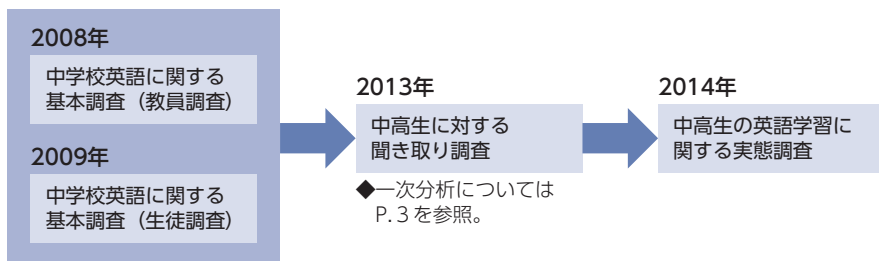 2008年
中学校英語に関する
基本調査（教員調査）
2009年
中学校英語に関する
基本調査（生徒調査）
2013年
中高生に対する
聞き取り調査
◆一次分析については
P.３を参照。
2014年
中高生の英語学習に
関する実態調査